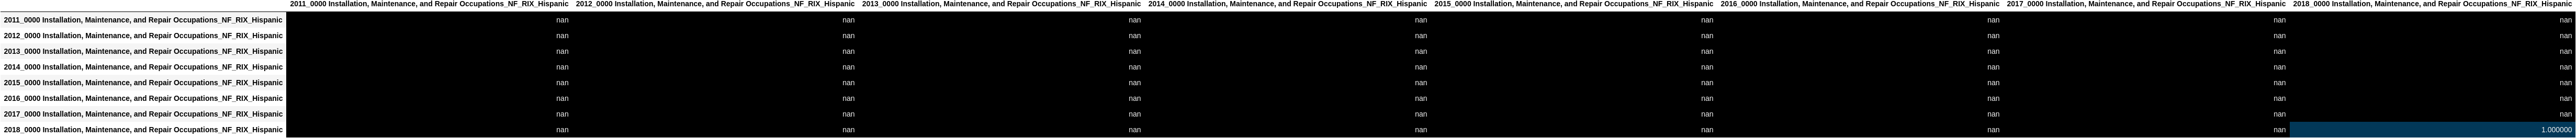 2011_0000 Installation, Maintenance, and Repair Occupations_NF_RIX_Hispanic 2012_0000 Installation, Maintenance, and Repair Occupations_NF_RIX_Hispanic 2013_0000 Installation, Maintenance, and Repair Occupations_NF_RIX_Hispanic 2014_0000 Installation, Maintenance, and Repair Occupations_NF_RIX_Hispanic 2015_0000 Installation, Maintenance, and Repair Occupations_NF_RIX_Hispanic 2016_0000 Installation, Maintenance, and Repair Occupations_NF_RIX_Hispanic 2017_0000 Installation, Maintenance, and Repair Occupations_NF_RIX_Hispanic 2018_0000 Installation, Maintenance, and Repair Occupations_NF_RIX_Hispanic
2011_0000 Installation, Maintenance, and Repair Occupations_NF_RIX_Hispanic nan nan nan nan nan nan nan nan
2012_0000 Installation, Maintenance, and Repair Occupations_NF_RIX_Hispanic nan nan nan nan nan nan nan nan
2013_0000 Installation, Maintenance, and Repair Occupations_NF_RIX_Hispanic nan nan nan nan nan nan nan nan
2014_0000 Installation, Maintenance, and Repair Occupations_NF_RIX_Hispanic nan nan nan nan nan nan nan nan
2015_0000 Installation, Maintenance, and Repair Occupations_NF_RIX_Hispanic nan nan nan nan nan nan nan nan
2016_0000 Installation, Maintenance, and Repair Occupations_NF_RIX_Hispanic nan nan nan nan nan nan nan nan
2017_0000 Installation, Maintenance, and Repair Occupations_NF_RIX_Hispanic nan nan nan nan nan nan nan nan
2018_0000 Installation, Maintenance, and Repair Occupations_NF_RIX_Hispanic nan nan nan nan nan nan nan 1.000000